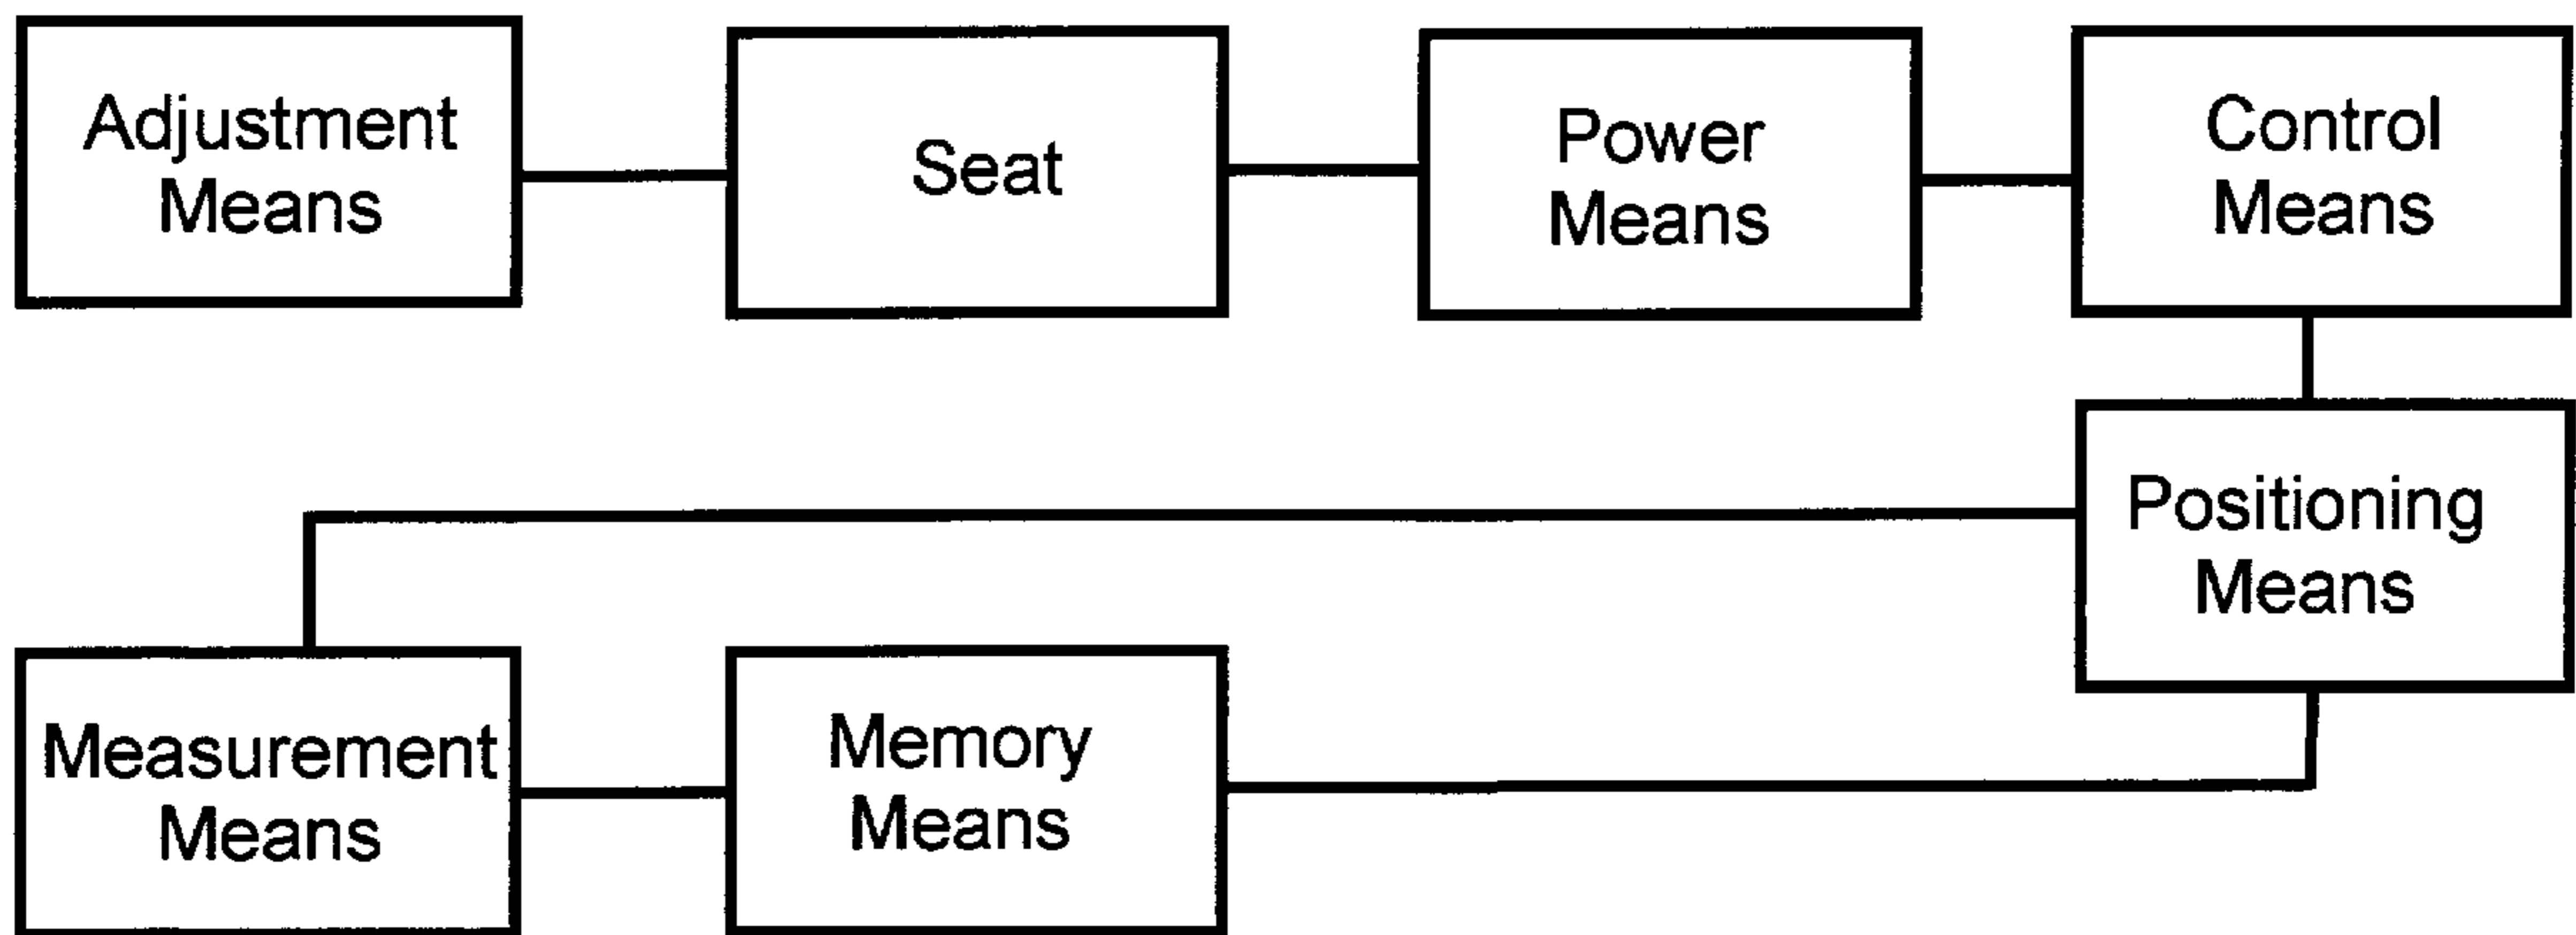 Adjustment
Means
Seat
Power
Means
Control
Means
Positioning
Means
Measurement
Means
Memory
Means